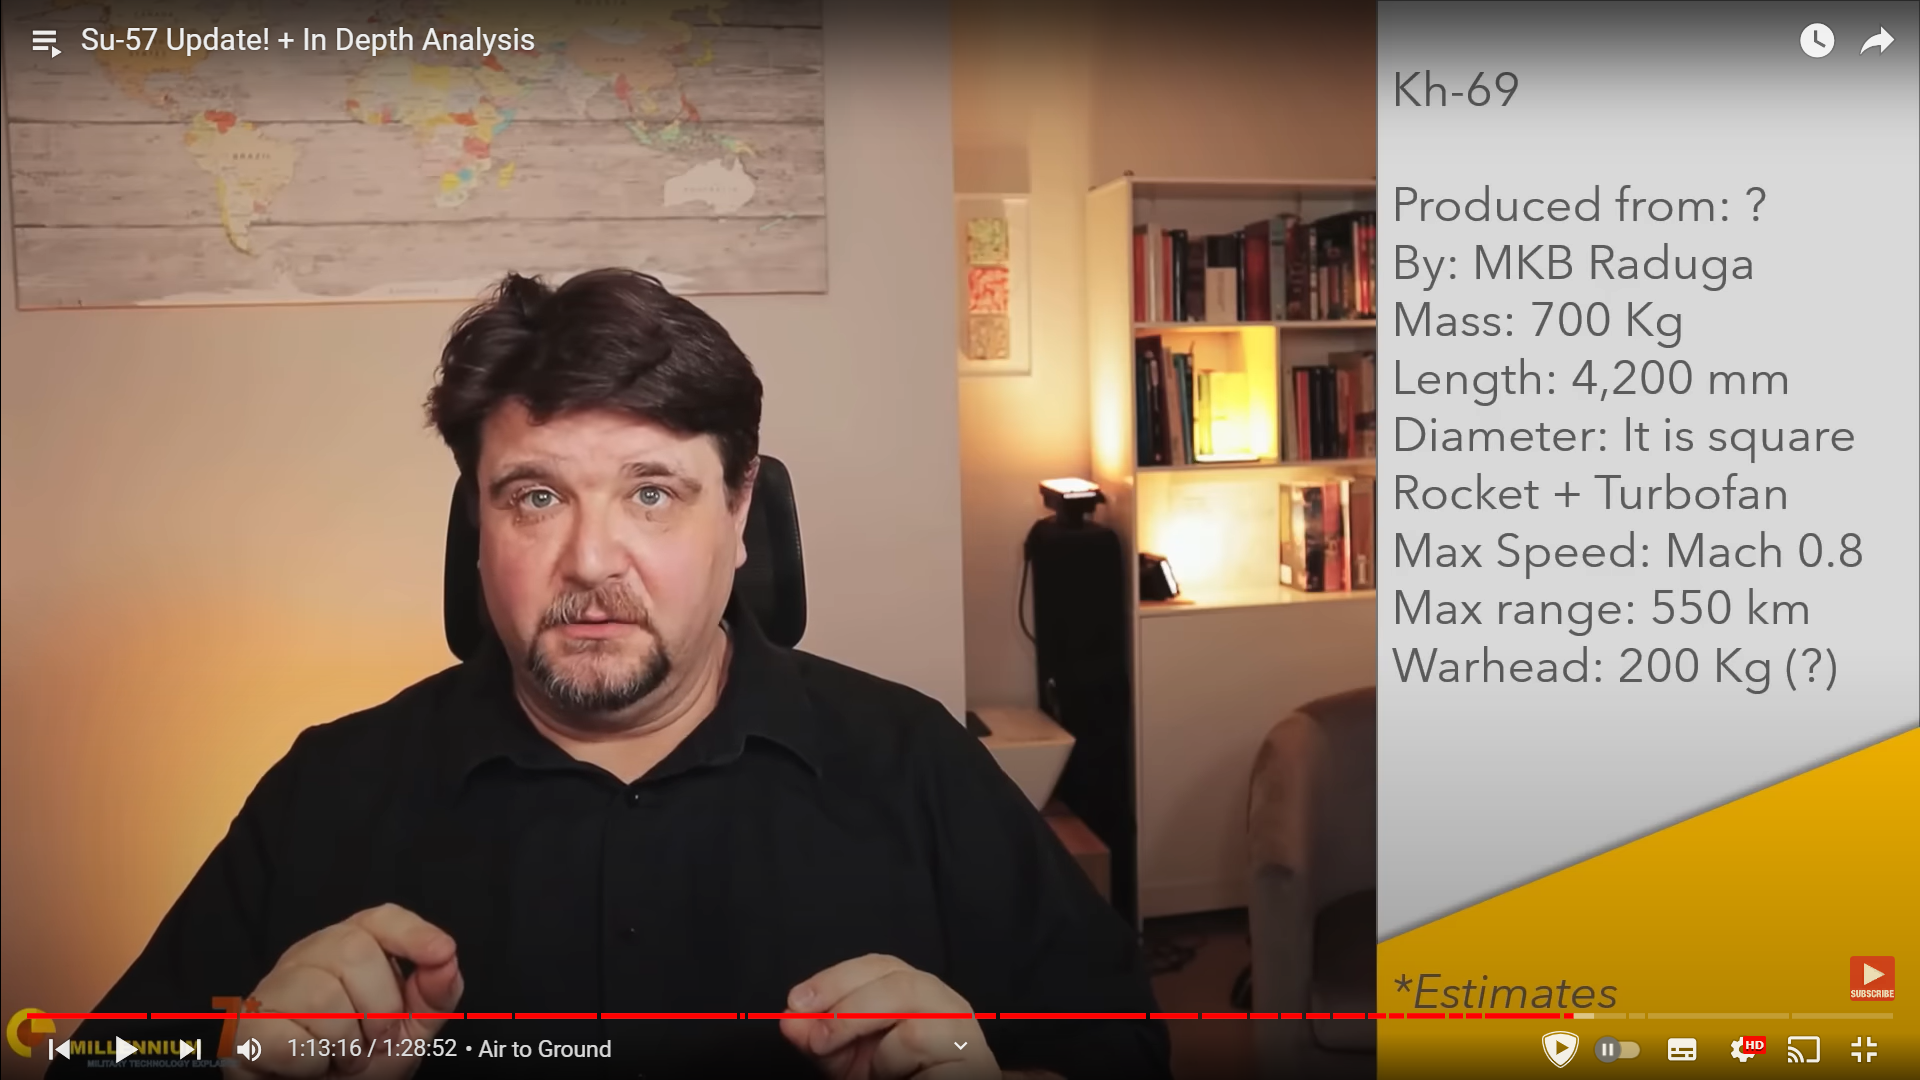 Su-57 Update! + In Depth Analysis
Kh-69
Produced from: ?
By: MKB Raduga
Mass: 700 Kg
Length: 4,200 mm
Diameter: It is square
Rocket + Turbofan
Max Speed: Mach 0.8
Max range: 550 km
Warhead: 200 Kg (?)
*Estimates
SUBSCRIBE
BRAZIL
7*
MILLENNIUM
MILITARY TECHNOLOGY EXPLAINED
1:13:16 / 1:28:52 • Air to Ground
HD